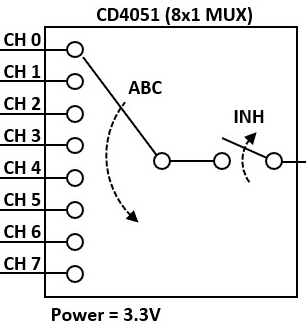 CD4051 (8x1 MUX)
CH 0
CH 1
ABC
CH 2
INH
CH 3
CH 4
CH 5
CH 6
CH 7
Power = 3.3V